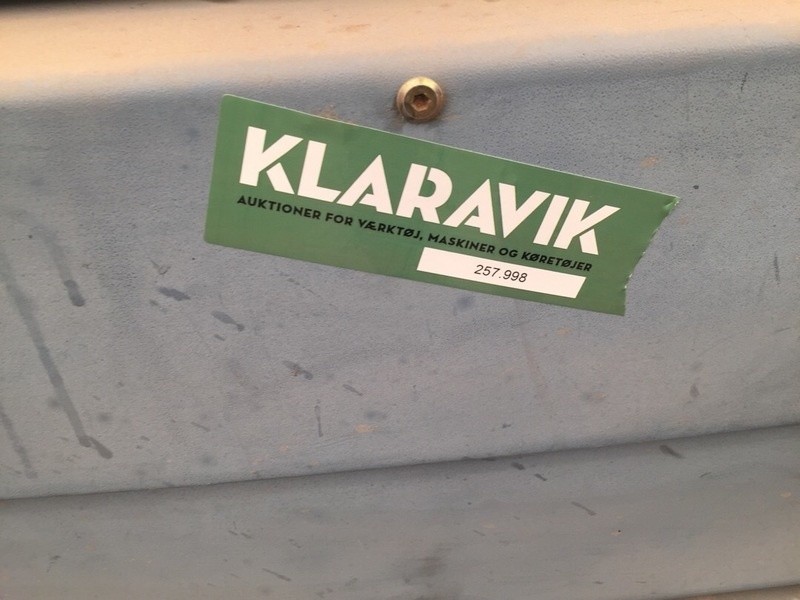 KLARAVIK
AUKTIONER FOR VÆRKTØJ, MASKINER OG KØRETØJER
257.998